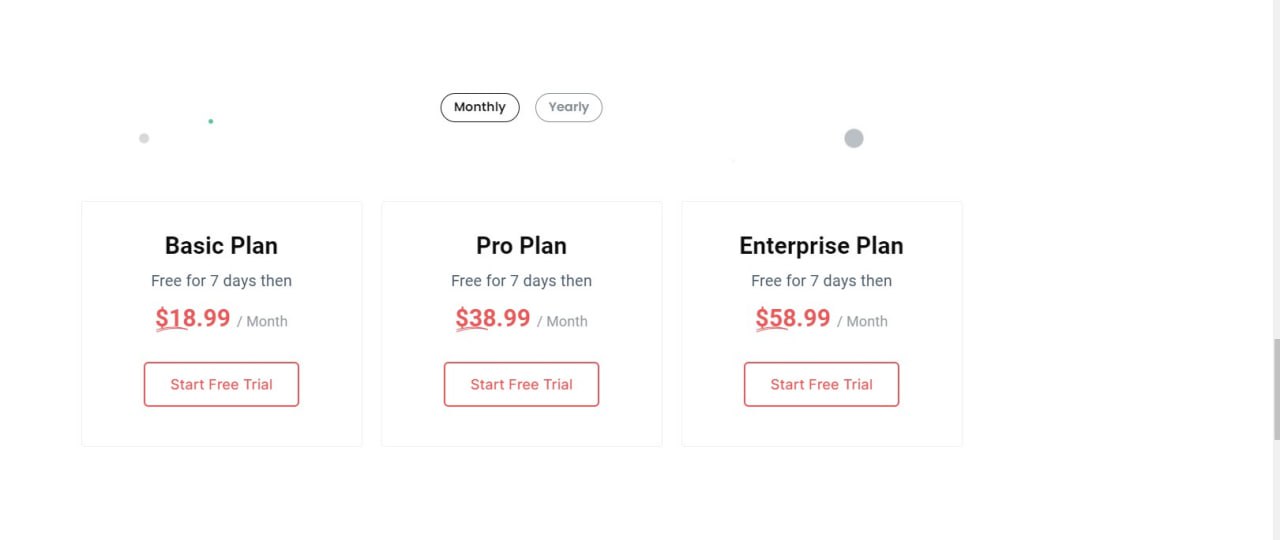 Monthly Yearly
Basic Plan
Free for 7 days then
$18.99 / Month
Start Free Trial
Pro Plan
Free for 7 days then
$38.99 / Month
Start Free Trial
Enterprise Plan
Free for 7 days then
$58.99 / Month
Start Free Trial